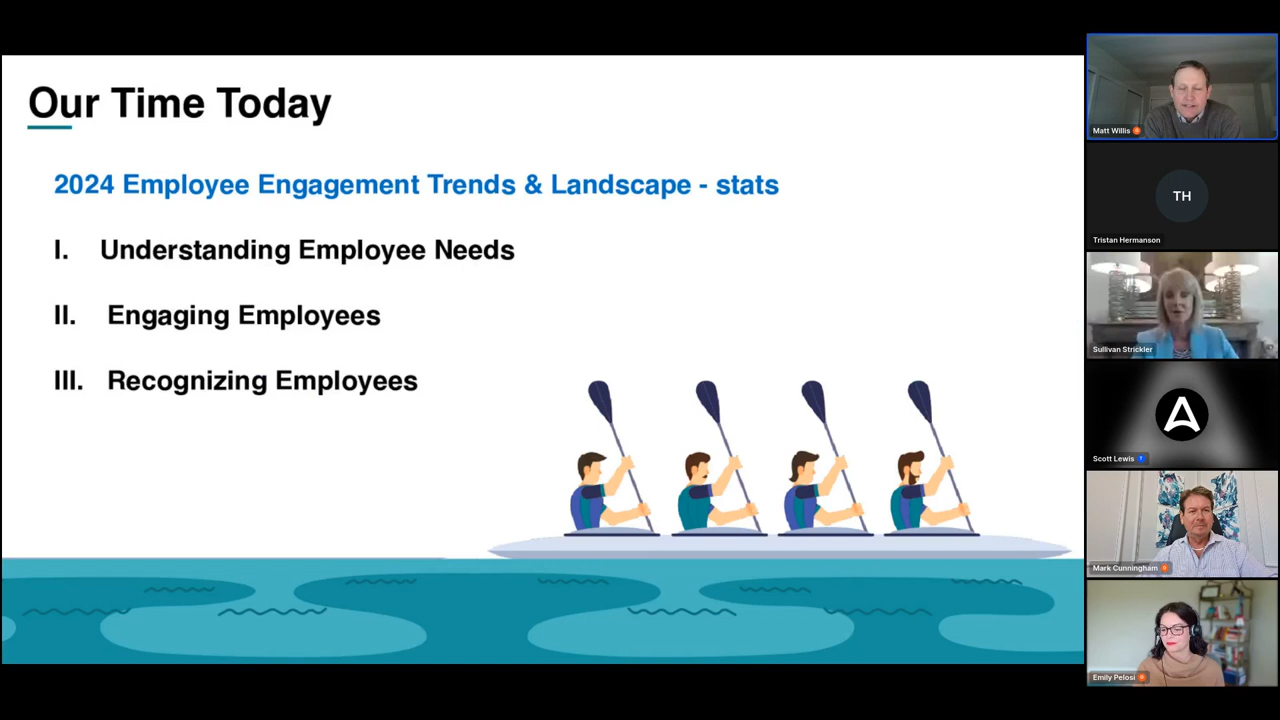 Our Time Today
2024 Employee Engagement Trends & Landscape - stats
I. Understanding Employee Needs
II. Engaging Employees
III. Recognizing Employees
Matt Willis
TH
Tristan Hermanson
Sullivan Strickler
Scott Lewis
Mark Cunningham
Emily Pelosi